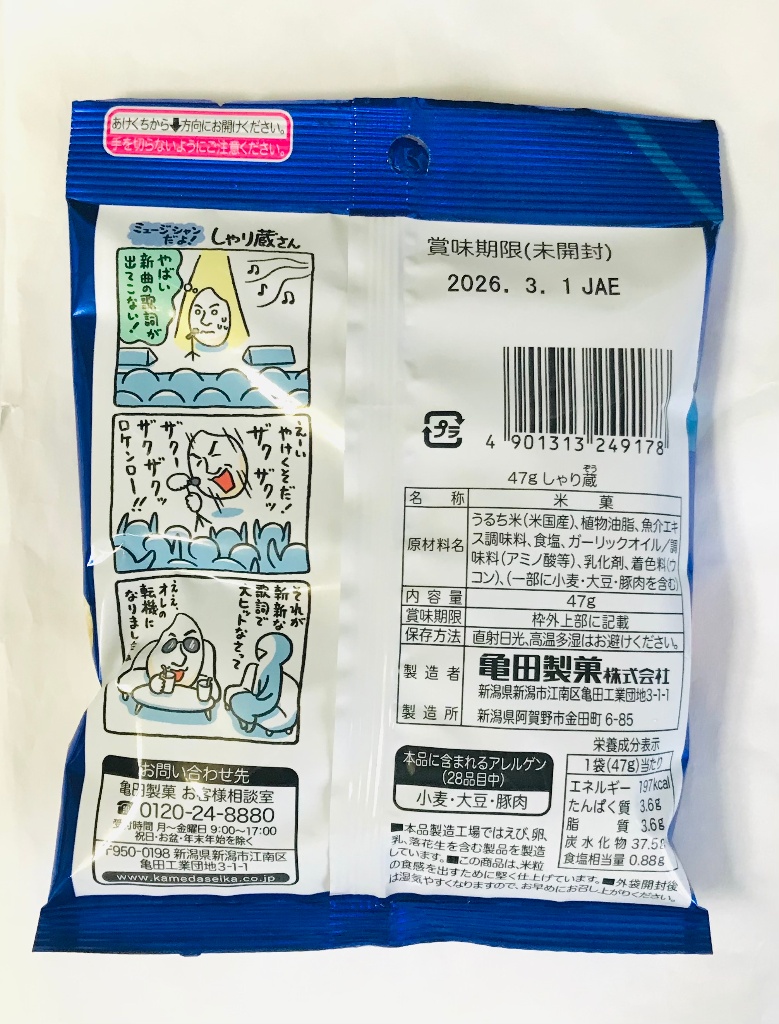 あけくちから⬇方向にお開けください。
手を切らないようにご注意ください。
ミュージシャンだよ!
しゃり蔵さん
やばい
新曲の歌詞が
出てこない!
えーい
やけくそだ!
ザクザクッ
ザクー
ザクザクッ
ロケンロー!!
それが
斬新な
歌詞で
大ヒットなさって
ええ、
オレの
転機に
なりました
お問い合わせ先
亀田製菓 お客様相談室
☎0120-24-8880
受付時間 月〜金曜日 9:00〜17:00
祝日・お盆・年末年始を除く
〒950-0198 新潟県新潟市江南区
亀田工業団地3-1-1
www.kamedaseika.co.jp
賞味期限(未開封)
2026. 3. 1 JAE
プラ
4 901313 249178
47g しゃり蔵
ぞう
名称 米菓
原材料名 うるち米(米国産)、植物油脂、魚介エキ
ス調味料、食塩、ガーリックオイル/調
味料(アミノ酸等)、乳化剤、着色料(ウ
コン)、(一部に小麦・大豆・豚肉を含む)
内容量 47g
賞味期限 枠外上部に記載
保存方法 直射日光、高温多湿はお避けください。
製造者 亀田製菓株式会社
新潟県新潟市江南区亀田工業団地3-1-1
製造所 新潟県阿賀野市金田町 6-85
本品に含まれるアレルゲン
(28品目中)
小麦・大豆・豚肉
栄養成分表示
1袋(47g)当たり
エネルギー 197kcal
たんぱく質 3.6g
脂質 3.6g
炭水化物 37.5g
食塩相当量 0.88g
■本品製造工場ではえび、卵、
乳、落花生を含む製品を製造
しています。■この商品は、米粒
の食感を出すために堅く仕上げています。■外袋開封後
は湿気やすくなりますので、お早めにお召し上がりください。